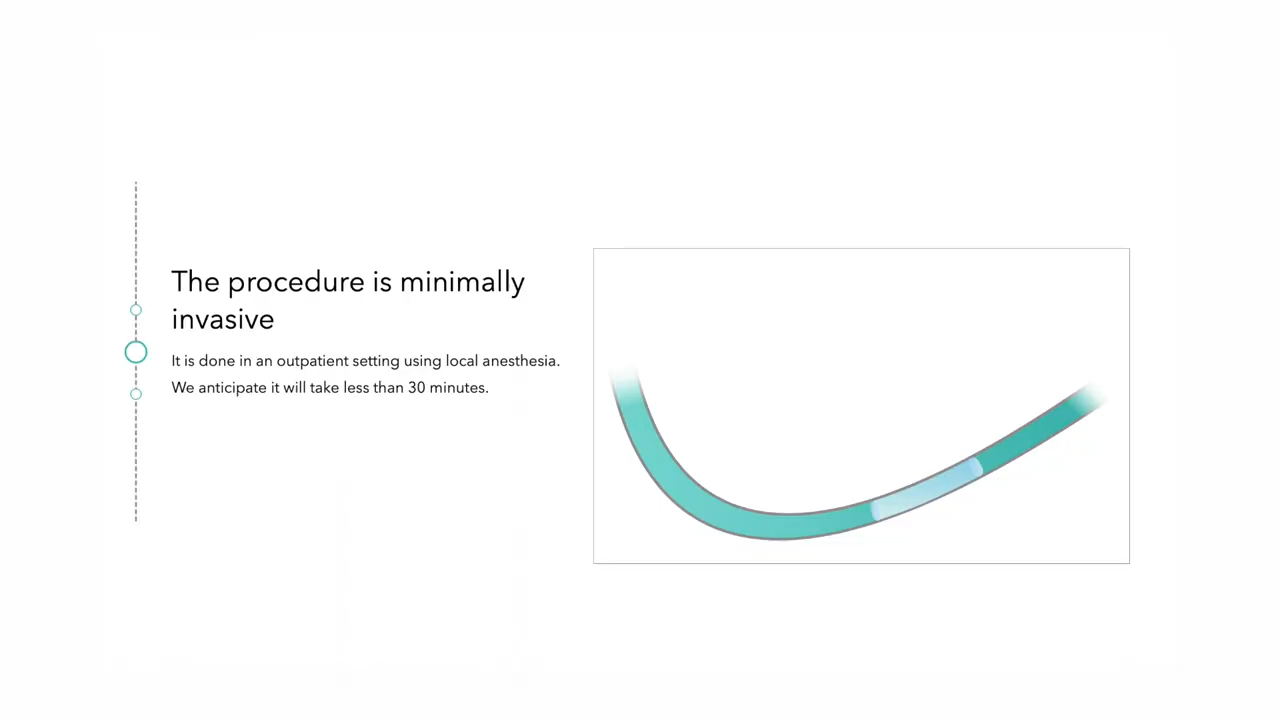 The procedure is minimally
invasive
It is done in an outpatient setting using local anesthesia.
We anticipate it will take less than 30 minutes.